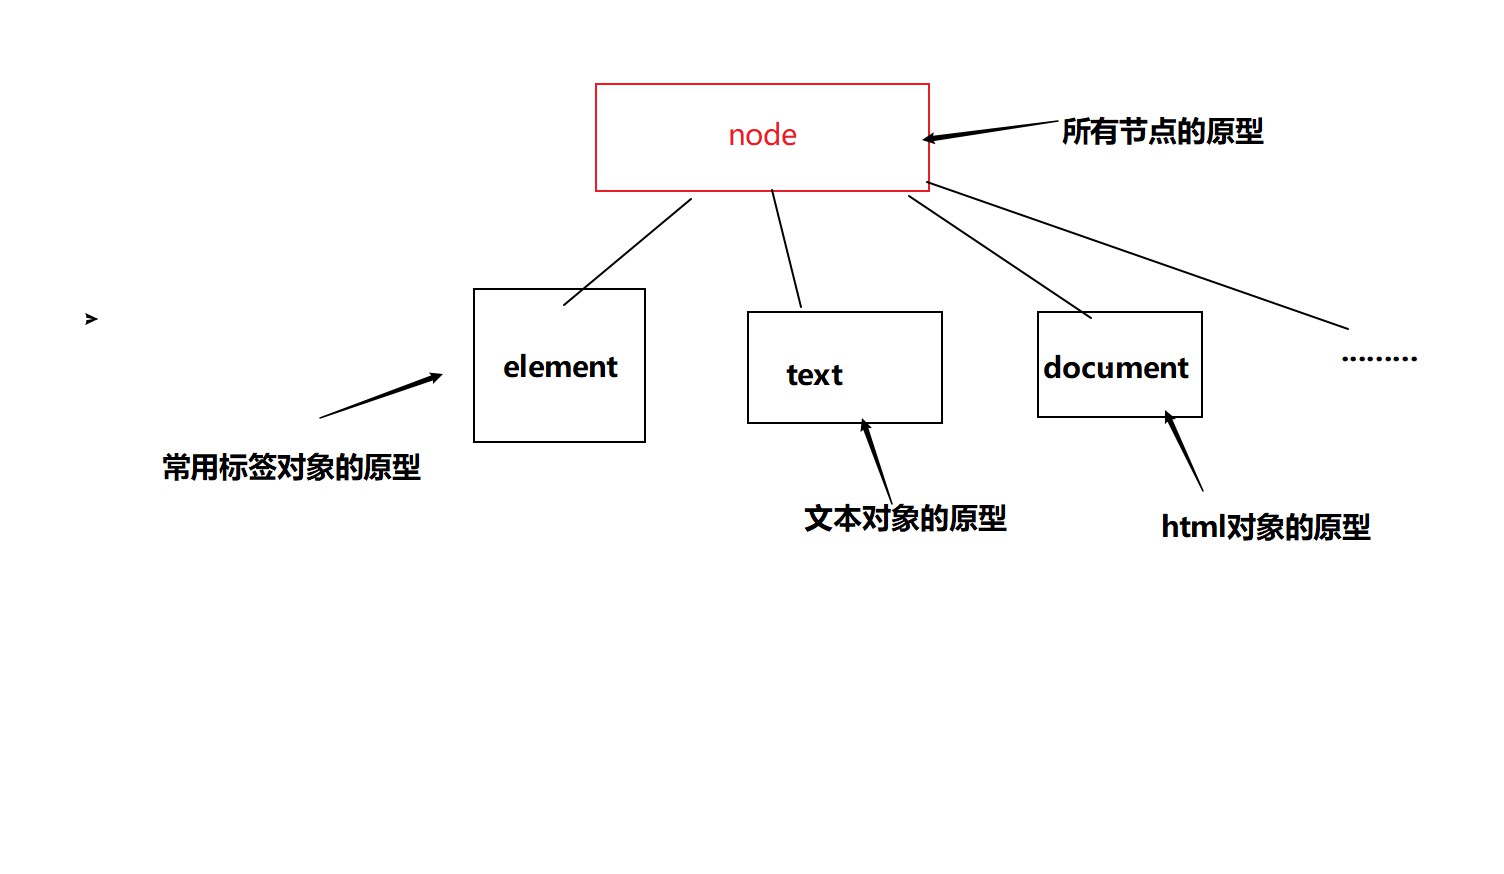 node
所有节点的原型
element
text
document
………
常用标签对象的原型
文本对象的原型
html对象的原型